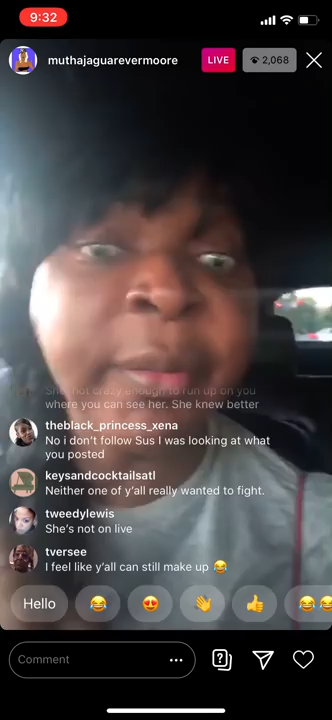 9:32
muthajaguarevermoore
LIVE
2,068
She, not crazy enough to run up on you
where you can see her. She knew better
theblack_princess_xena
No i don't follow Sus I was looking at what
you posted
keysandcocktailsatl
Neither one of y'all really wanted to fight.
tweedylewis
She's not on live
tversee
I feel like y'all can still make up 😂
Hello
Comment